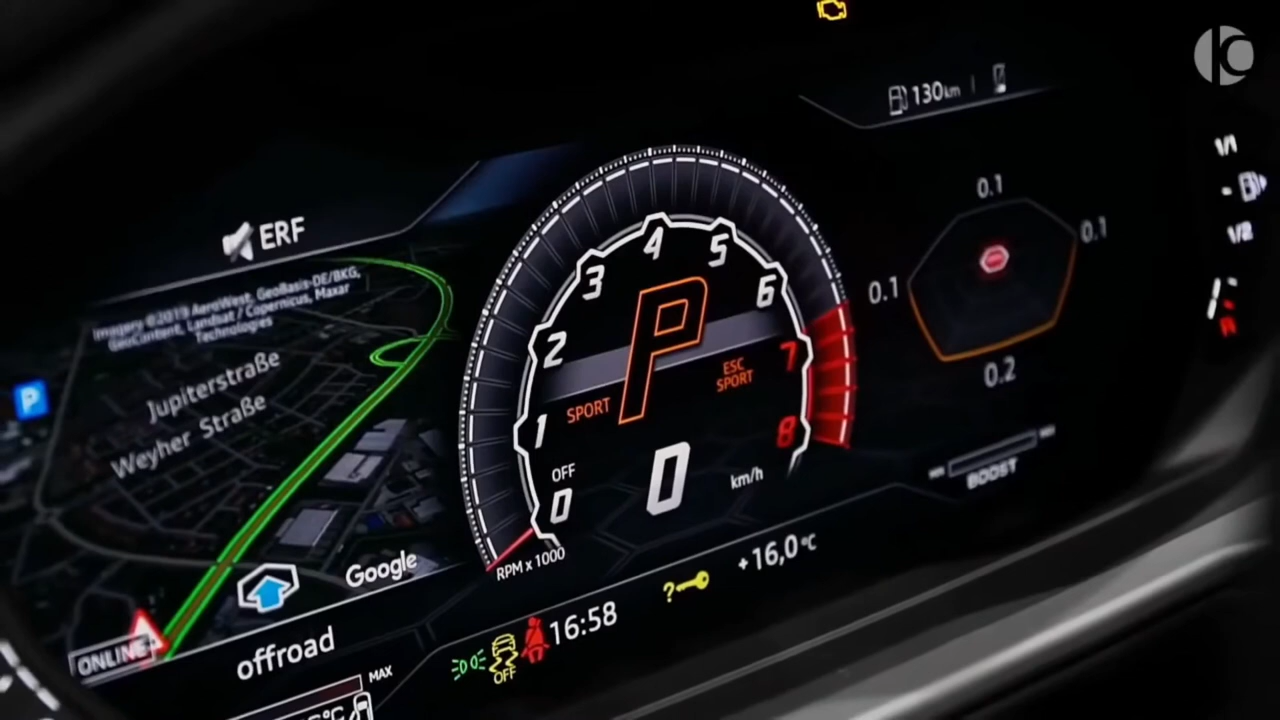 130 km
1/1
1/2
0.1
0.1
0.1
0.2
BOOST
ERF
Imagery ©2019 AeroWest, GeoBasis-DE/BKG,
GeoContent, Landsat / Copernicus, Maxar
Technologies
Jupiterstraße
Weyher Straße
P
Google
ONLINE
offroad
MAX
0
1
2
3
4
5
6
7
8
P
SPORT
ESC
SPORT
OFF
0
km/h
RPM x 1000
+16,0 °C
?
16:58
OFF